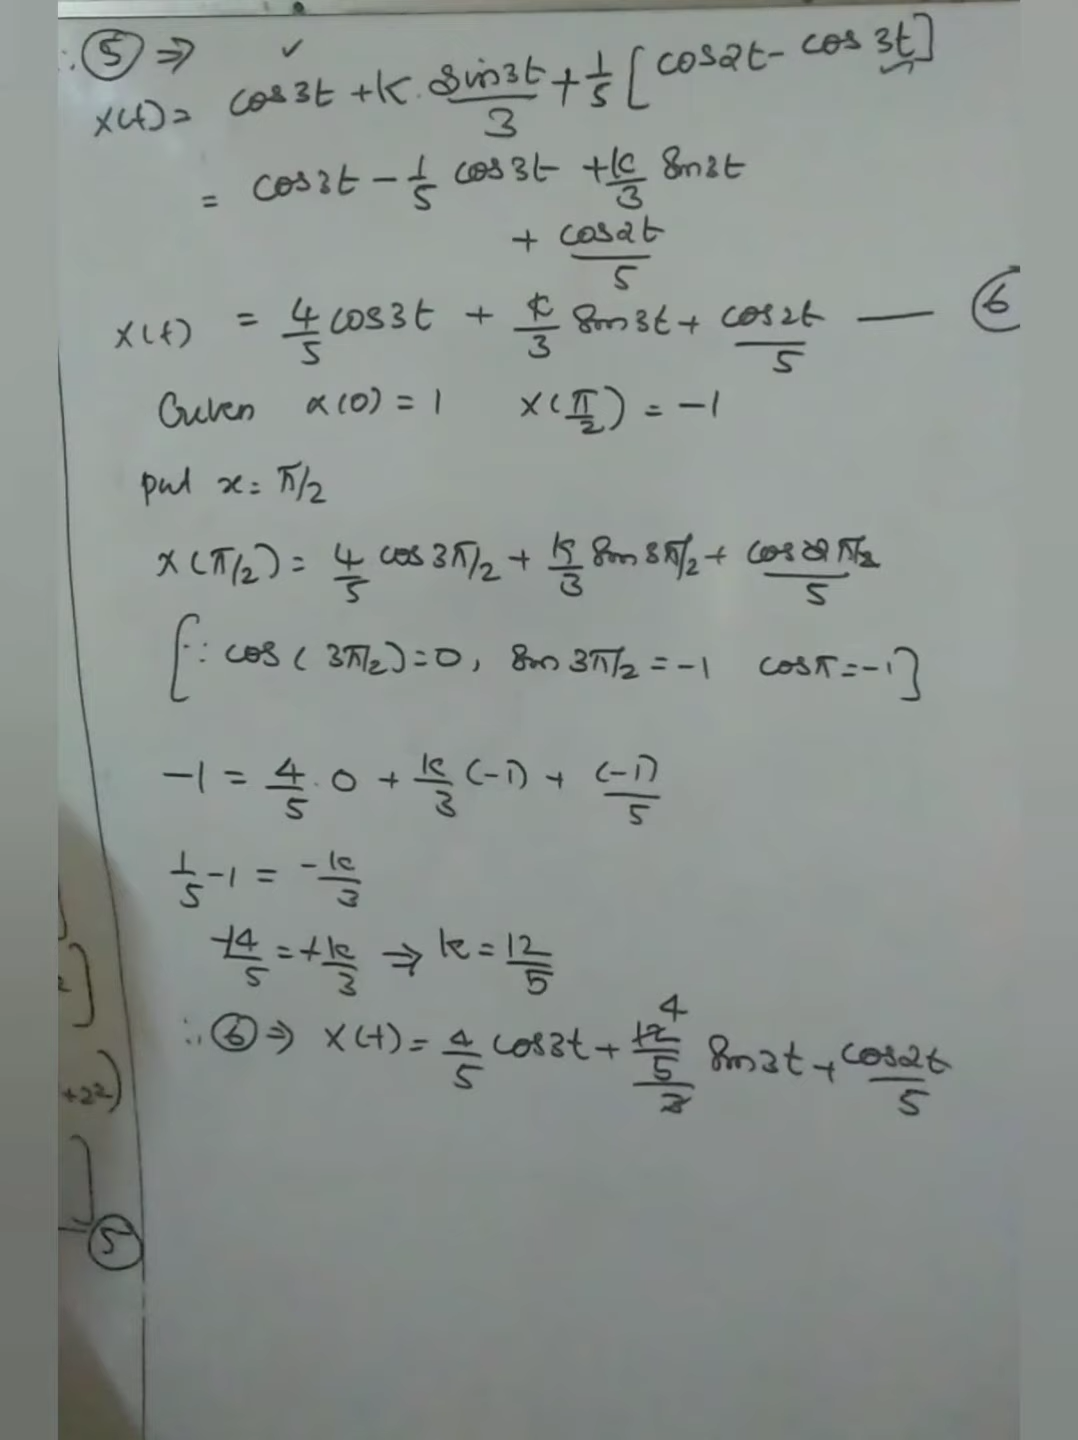 ∴ ⑤ ⇒
x(t) = cos3t + k. sin3t/3 + 1/5 [cos2t - cos 3t]
= cos3t - 1/5 cos3t + k/3 sin3t
+ cos2t/5
x(t) = 4/5 cos3t + k/3 sin3t + cos2t/5 — ⑥
Given x(0) = 1 x(π/2) = -1
put x = π/2
x(π/2) = 4/5 cos 3π/2 + k/3 sin 3π/2 + cos 2π/2/5
[∵ cos(3π/2) = 0, sin 3π/2 = -1 cosπ = -1]
-1 = 4/5 . 0 + k/3 (-1) + (-1)/5
1/5 - 1 = -k/3
+4/5 = +k/3 ⇒ k = 12/5
∴ ⑥ ⇒ x(t) = 4/5 cos3t + 12/5/3 4 sin3t + cos2t/5
+2²)
⑤